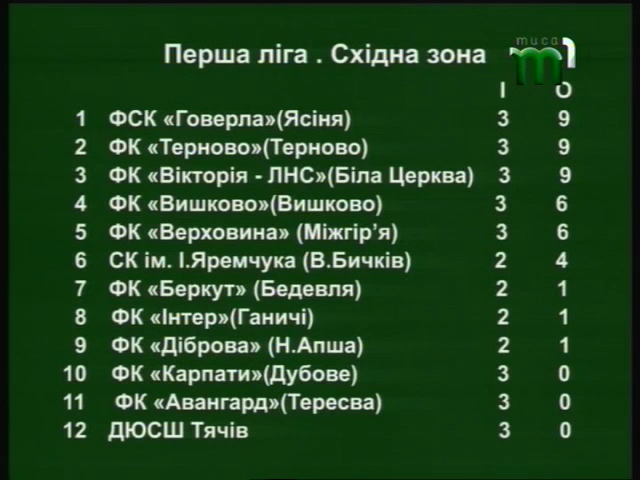 тиса
Перша ліга . Східна зона
І О
1 ФСК «Говерла»(Ясіня) 3 9
2 ФК «Терново»(Терново) 3 9
3 ФК «Вікторія - ЛНС»(Біла Церква) 3 9
4 ФК «Вишково»(Вишково) 3 6
5 ФК «Верховина» (Міжгір’я) 3 6
6 СК ім. І.Яремчука (В.Бичків) 2 4
7 ФК «Беркут» (Бедевля) 2 1
8 ФК «Інтер»(Ганичі) 2 1
9 ФК «Діброва» (Н.Апша) 2 1
10 ФК «Карпати»(Дубове) 3 0
11 ФК «Авангард»(Тересва) 3 0
12 ДЮСШ Тячів 3 0